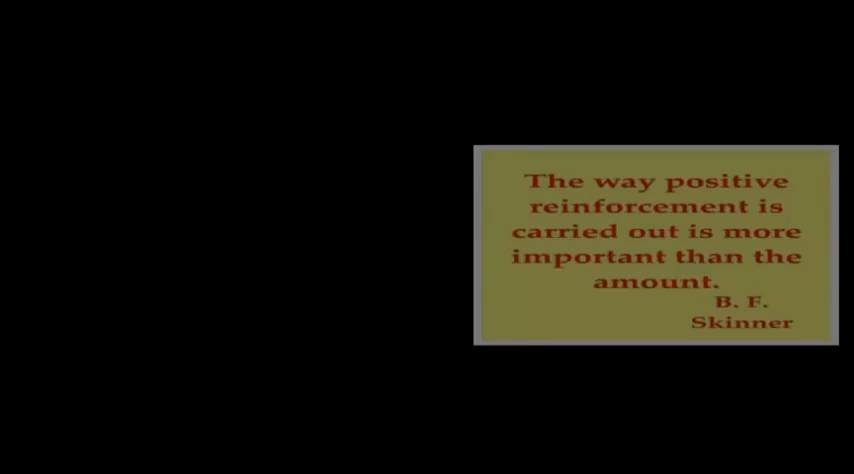 The way positive
reinforcement is
carried out is more
important than the
amount.
B. F.
Skinner